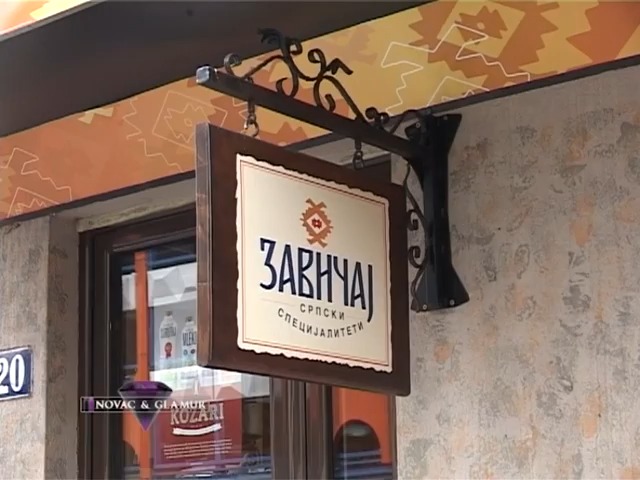 ЗАВИЧАЈ
СРПСКИ
СПЕЦИЈАЛИТЕТИ
20
NOVAC & GLAMUR
KOZARI